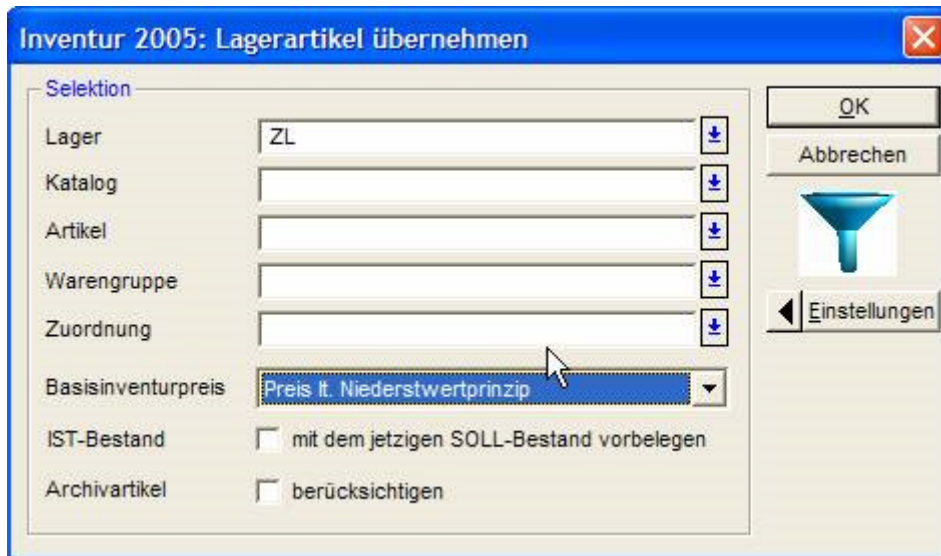 Inventur 2005: Lagerartikel übernehmen
Selektion
Lager ZL
Katalog
Artikel
Warengruppe
Zuordnung
Basisinventurpreis Preis lt. Niederstwertprinzip
IST-Bestand mit dem jetzigen SOLL-Bestand vorbelegen
Archivartikel berücksichtigen
OK
Abbrechen
Einstellungen